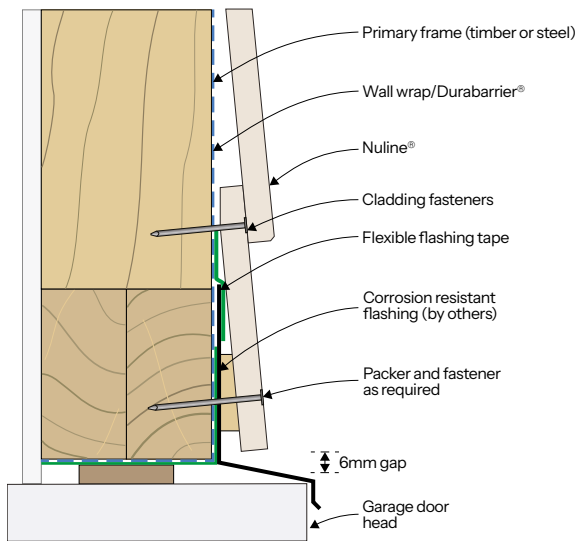 Primary frame (timber or steel)
Wall wrap/Durabarrier®
Nuline®
Cladding fasteners
Flexible flashing tape
Corrosion resistant
flashing (by others)
Packer and fastener
as required
6mm gap
Garage door
head